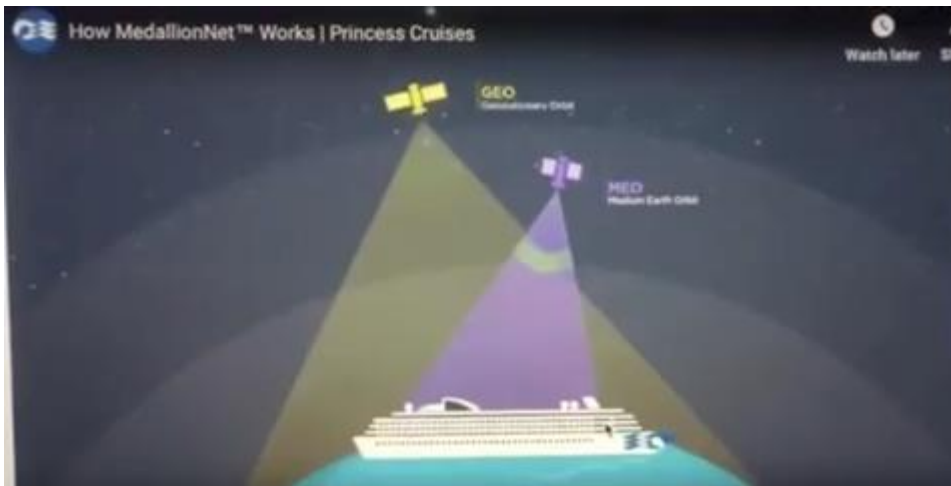 How MedallionNet™ Works | Princess Cruises
Watch later
GEO
Geostationary Orbit
MEO
Medium Earth Orbit